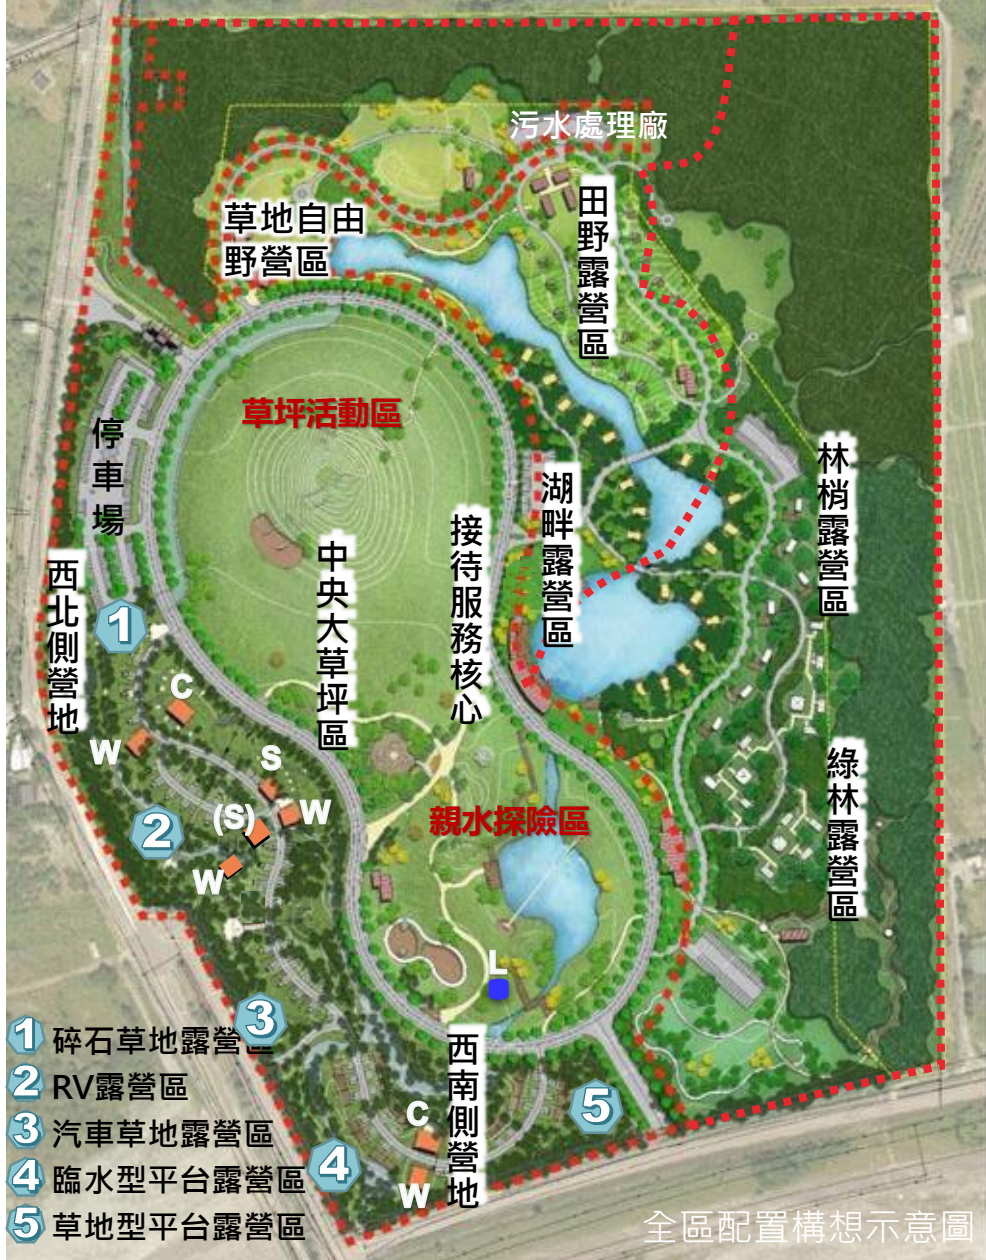 污水處理廠
草地自由
野營區
田野露營區
草坪活動區
停車場
林梢露營區
湖畔露營區
接待服務核心
中央大草坪區
西北側營地
1
C
W
S
(S)
W
2
W
綠林露營區
親水探險區
L
3
西南側營地
C
W
4
5
1 碎石草地露營區
2 RV露營區
3 汽車草地露營區
4 臨水型平台露營區
5 草地型平台露營區
全區配置構想示意圖